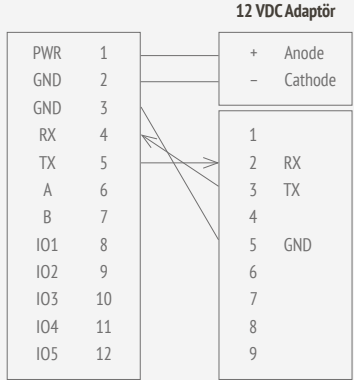 12 VDC Adaptör
PWR 1
GND 2
GND 3
RX 4
TX 5
A 6
B 7
IO1 8
IO2 9
IO3 10
IO4 11
IO5 12
+ Anode
– Cathode
1
2 RX
3 TX
4
5 GND
6
7
8
9